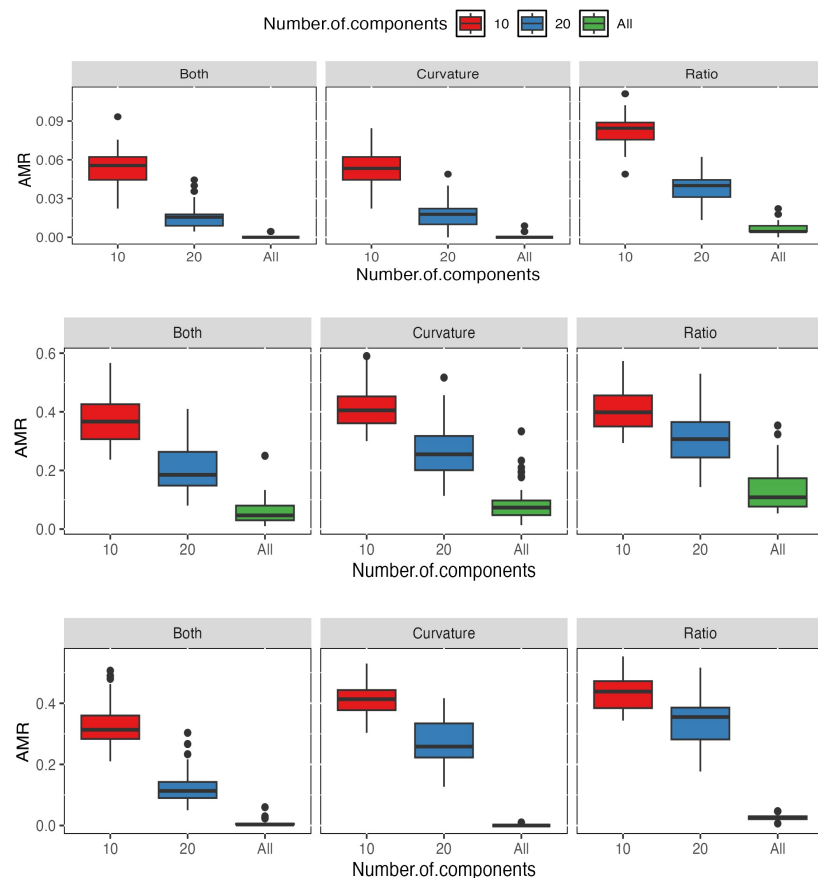 Number.of.components 10 20 All
Both Curvature Ratio
AMR
0.09
0.06
0.03
0.00
10 20 All 10 20 All 10 20 All
Number.of.components
Both Curvature Ratio
AMR
0.6
0.4
0.2
0.0
10 20 All 10 20 All 10 20 All
Number.of.components
Both Curvature Ratio
AMR
0.4
0.2
0.0
10 20 All 10 20 All 10 20 All
Number.of.components